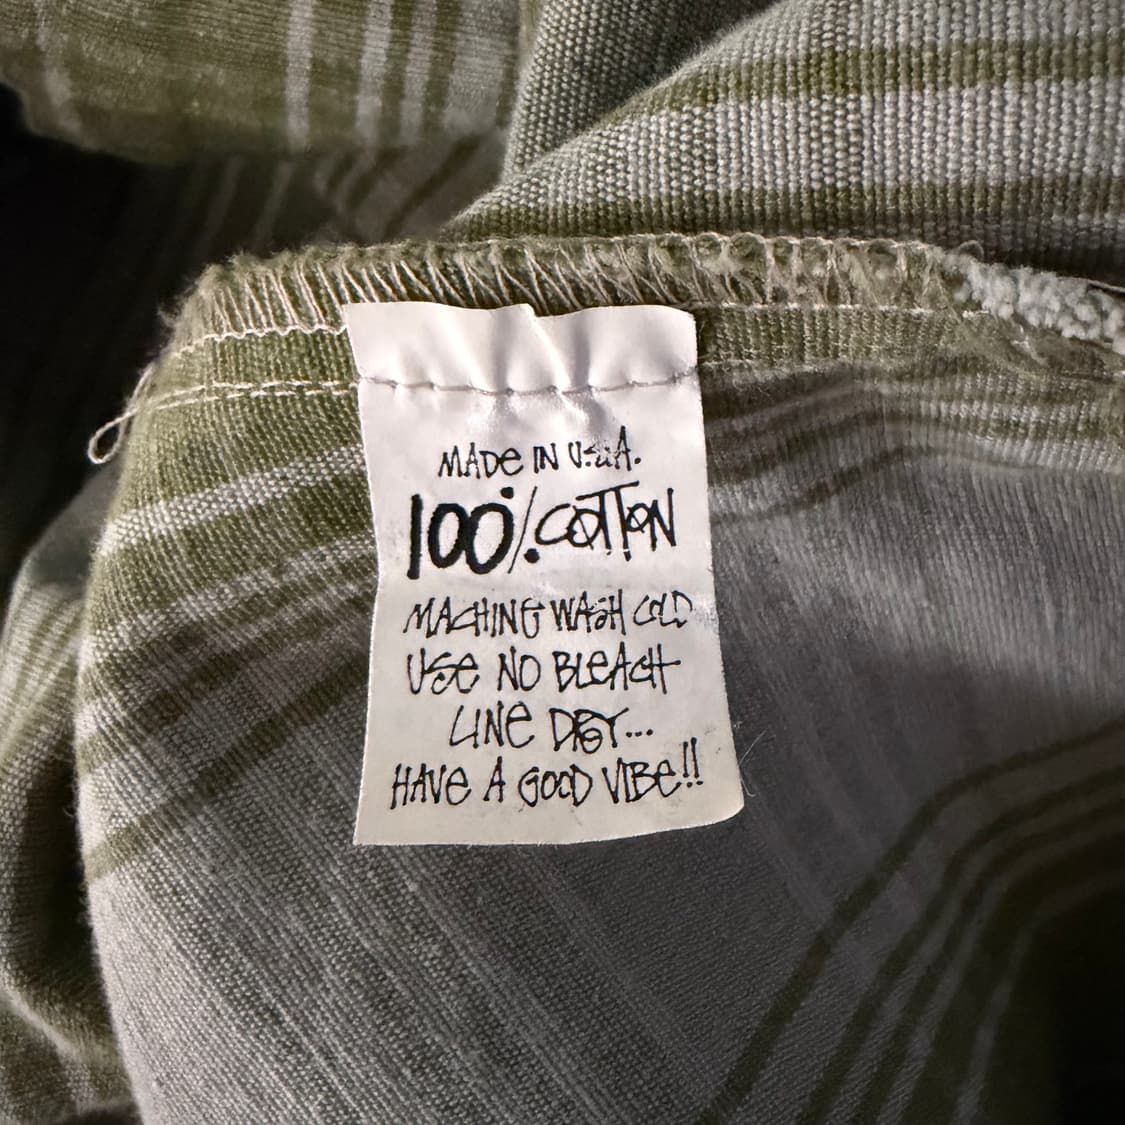 MADE IN U.S.A.
100% COTTON
MACHINE WASH COLD
USE NO BLEACH
LINE DRY...
HAVE A GOOD VIBE!!